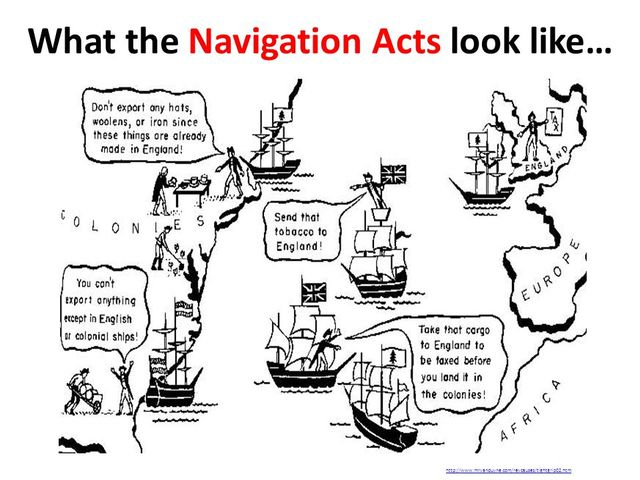 What the Navigation Acts look like…
Don't export any hats,
woolens, or iron since
these things are already
made in England!
TAX
ENGLAND
COLONIES
Send that
tobacco to
England!
EUROPE
You can't
export anything
except in English
or colonial ships!
Take that cargo
to England to
be taxed before
you land it in
the colonies!
AFRICA